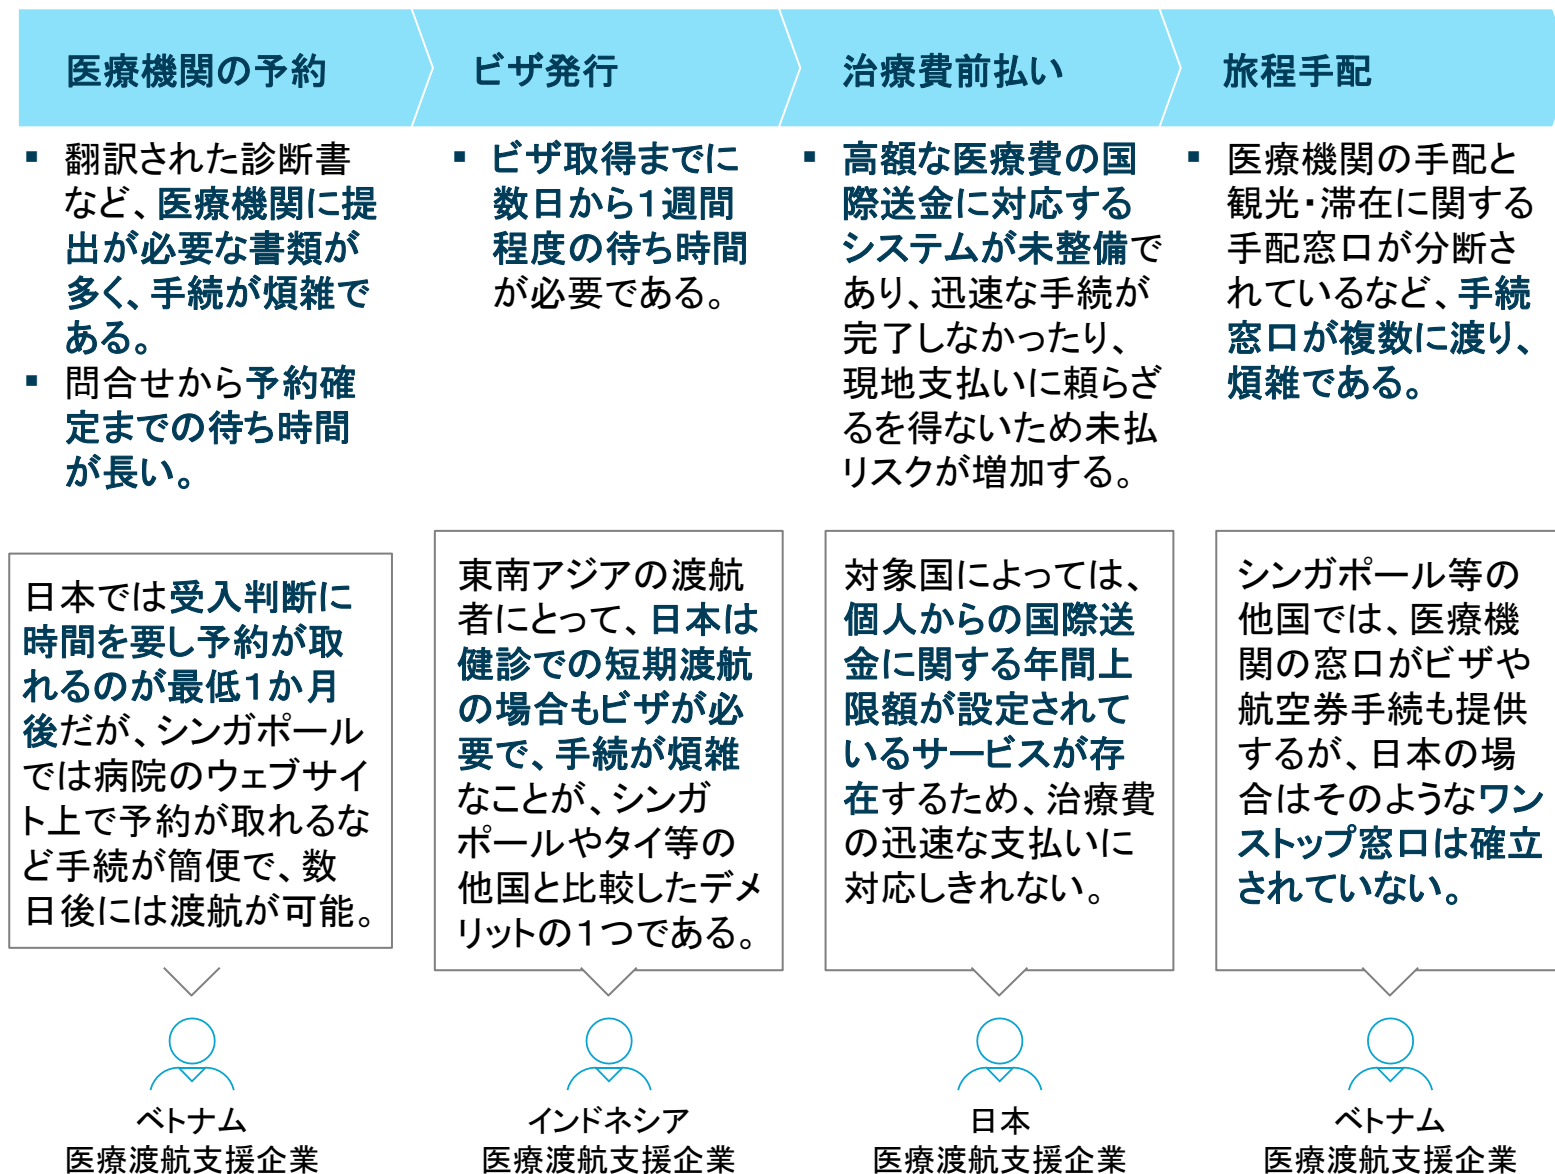 医療機関の予約
ビザ発行
治療費前払い
旅程手配
▪ 翻訳された診断書
など、医療機関に提
出が必要な書類が
多く、手続が煩雑で
ある。
▪ 問合せから予約確
定までの待ち時間
が長い。
▪ ビザ取得までに
数日から１週間
程度の待ち時間
が必要である。
▪ 高額な医療費の国
際送金に対応する
システムが未整備で
あり、迅速な手続が
完了しなかったり、
現地支払いに頼らざ
るを得ないため未払
リスクが増加する。
▪ 医療機関の手配と
観光・滞在に関する
手配窓口が分断さ
れているなど、手続
窓口が複数に渡り、
煩雑である。
日本では受入判断に
時間を要し予約が取
れるのが最低１か月
後だが、シンガポール
では病院のウェブサイ
ト上で予約が取れるな
ど手続が簡便で、数
日後には渡航が可能。
東南アジアの渡航
者にとって、日本は
健診での短期渡航
の場合もビザが必
要で、手続が煩雑
なことが、シンガ
ポールやタイ等の
他国と比較したデメ
リットの１つである。
対象国によっては、
個人からの国際送
金に関する年間上
限額が設定されて
いるサービスが存
在するため、治療費
の迅速な支払いに
対応しきれない。
シンガポール等の
他国では、医療機
関の窓口がビザや
航空券手続も提供
するが、日本の場
合はそのようなワン
ストップ窓口は確立
されていない。
ベトナム
医療渡航支援企業
インドネシア
医療渡航支援企業
日本
医療渡航支援企業
ベトナム
医療渡航支援企業